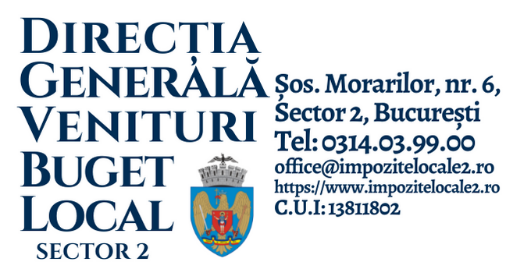 DIRECȚIA
GENERALĂ
VENITURI
BUGET
LOCAL
SECTOR 2
Șos. Morarilor, nr. 6,
Sector 2, București
Tel: 0314.03.99.00
office@impozitelocale2.ro
https://www.impozitelocale2.ro
C.U.I: 13811802